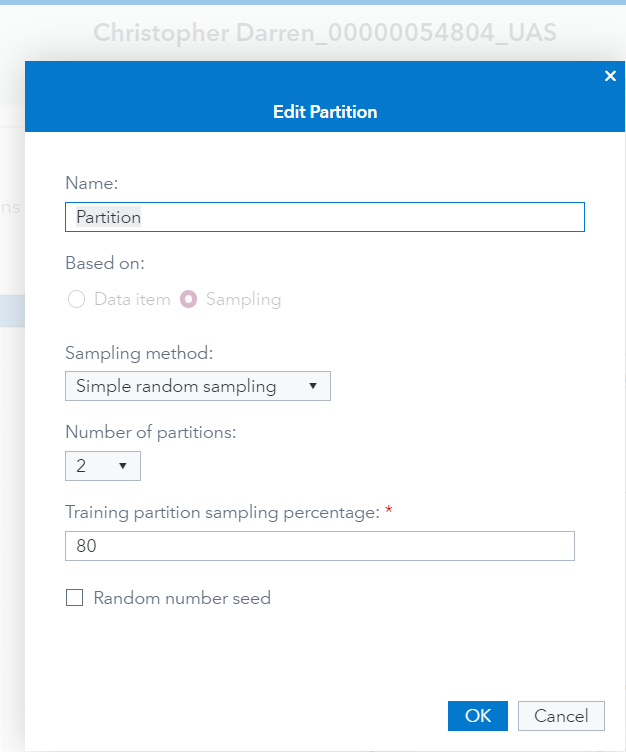 Christopher Darren_00000054804_UAS
Edit Partition
Name:
ns
Partition
Based on:
Data item Sampling
Sampling method:
Simple random sampling
Number of partitions:
2
Training partition sampling percentage: *
80
Random number seed
OK Cancel